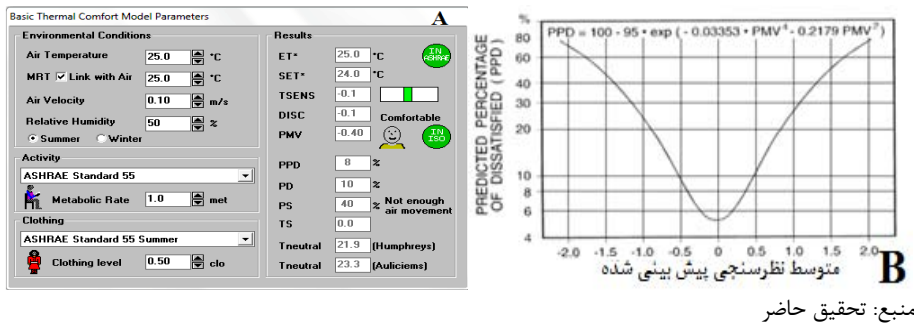 Basic Thermal Comfort Model Parameters
A
Environmental Conditions
Air Temperature 25.0 °C
MRT Link with Air 25.0 °C
Air Velocity 0.10 m/s
Relative Humidity 50 %
Summer Winter
Activity
ASHRAE Standard 55
Metabolic Rate 1.0 met
Clothing
ASHRAE Standard 55 Summer
Clothing level 0.50 clo
Results
ET* 25.0 °C
IN ASHRAE
SET* 24.0 °C
TSENS -0.1
DISC -0.1
Comfortable
PMV -0.40
IN ISO
PPD 8 %
PD 10 %
PS 40 % Not enough air movement
TS 0.0
Tneutral 21.9 (Humphreys)
Tneutral 23.3 (Auliciems)
%
PPD = 100 - 95 • exp ( - 0.03353 • PMV⁴ - 0.2179 PMV²)
PREDICTED PERCENTAGE
OF DISSATISFIED (PPD)
80
60
40
30
20
10
8
6
4
-2.0 -1.5 -1.0 -0.5 0 0.5 1.0 1.5 2.0
متوسط نظرسنجی پیش بینی شده
B
منبع: تحقیق حاضر